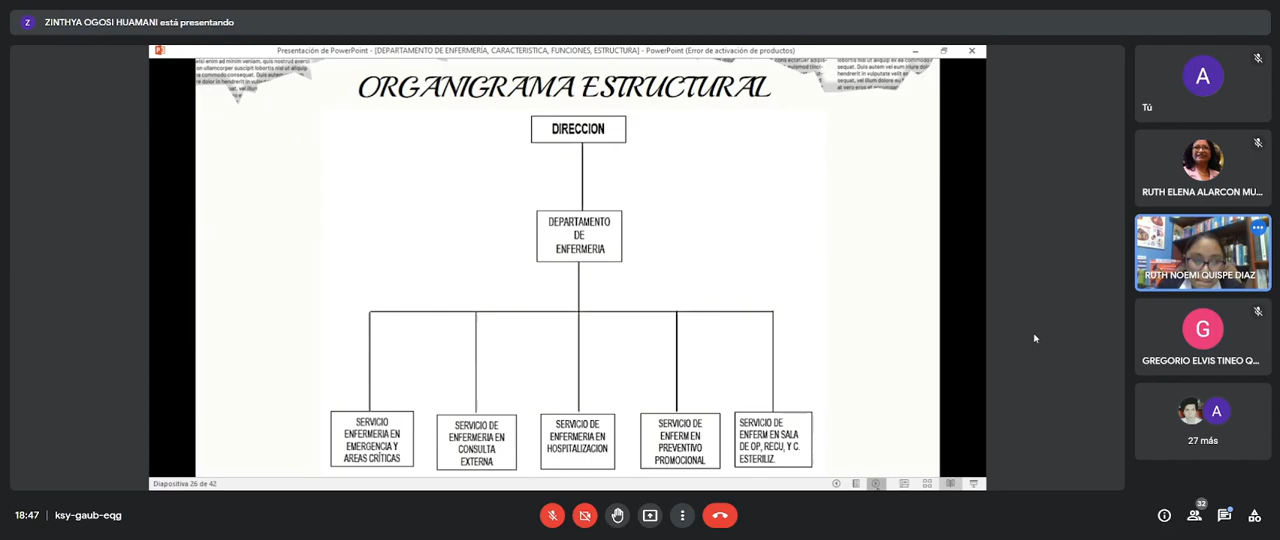 Z ZINTHYA OGOSI HUAMANI está presentando
Presentación de PowerPoint - [DEPARTAMENTO DE ENFERMERÍA, CARACTERISTICA, FUNCIONES, ESTRUCTURA] - PowerPoint (Error de activación de productos)
ORGANIGRAMA ESTRUCTURAL
DIRECCION
DEPARTAMENTO
DE
ENFERMERIA
SERVICIO
ENFERMERIA EN
EMERGENCIA Y
AREAS CRÍTICAS
SERVICIO DE
ENFERMERIA EN
CONSULTA
EXTERNA
SERVICIO DE
ENFERMERIA EN
HOSPITALIZACION
SERVICIO DE
ENFERM EN
PREVENTIVO
PROMOCIONAL
SERVICIO DE
ENFERM EN SALA
DE OP, RECU, Y C.
ESTERILIZ.
Diapositiva 26 de 42
A
Tú
RUTH ELENA ALARCON MU...
RUTH NOEMI QUISPE DIAZ
G
GREGORIO ELVIS TINEO Q...
A
27 más
18:47 | ksy-gaub-eqg
32